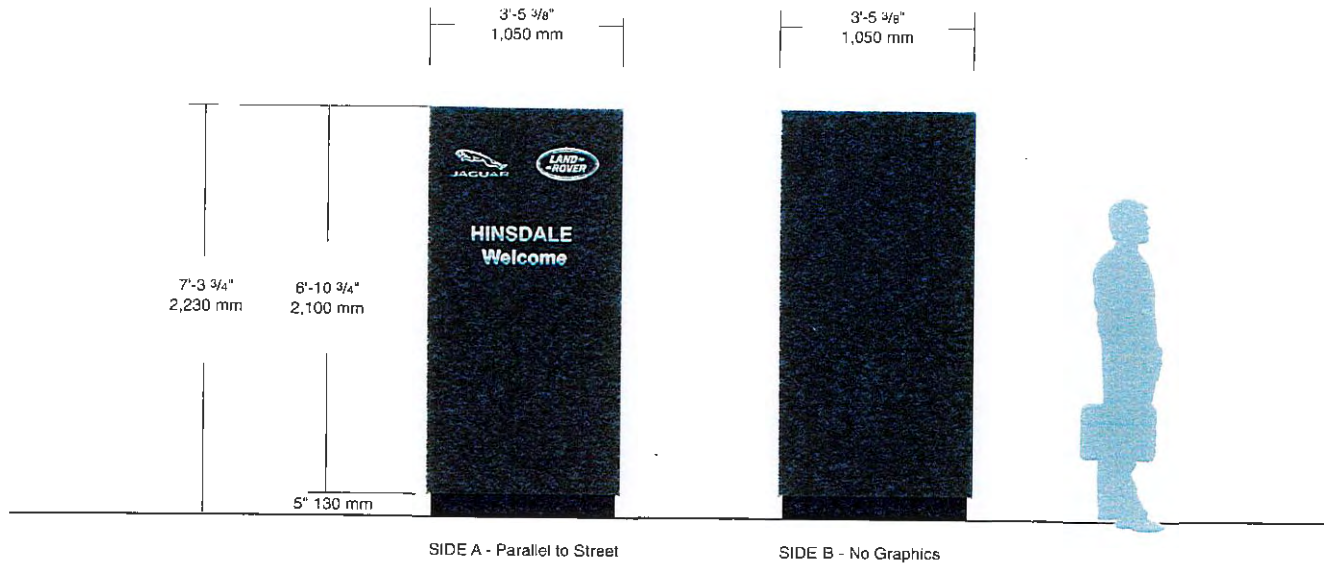 3'-5 3/8"
1,050 mm
3'-5 3/8"
1,050 mm
JAGUAR
LAND-
-ROVER
HINSDALE
Welcome
7'-3 3/4"
2,230 mm
6'-10 3/4"
2,100 mm
5" 130 mm
SIDE A - Parallel to Street
SIDE B - No Graphics